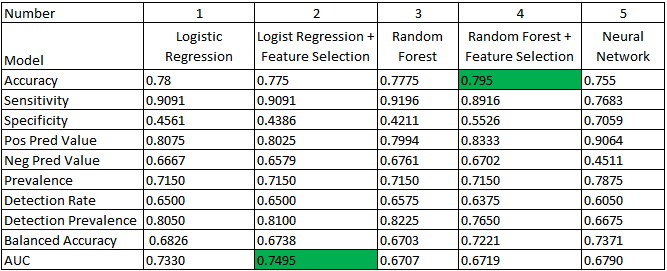 Number 1 2 3 4 5
Model Logistic Regression Logist Regression + Feature Selection Random Forest Random Forest + Feature Selection Neural Network
Accuracy 0.78 0.775 0.7775 0.795 0.755
Sensitivity 0.9091 0.9091 0.9196 0.8916 0.7683
Specificity 0.4561 0.4386 0.4211 0.5526 0.7059
Pos Pred Value 0.8075 0.8025 0.7994 0.8333 0.9064
Neg Pred Value 0.6667 0.6579 0.6761 0.6702 0.4511
Prevalence 0.7150 0.7150 0.7150 0.7150 0.7875
Detection Rate 0.6500 0.6500 0.6575 0.6375 0.6050
Detection Prevalence 0.8050 0.8100 0.8225 0.7650 0.6675
Balanced Accuracy 0.6826 0.6738 0.6703 0.7221 0.7371
AUC 0.7330 0.7495 0.6707 0.6719 0.6790